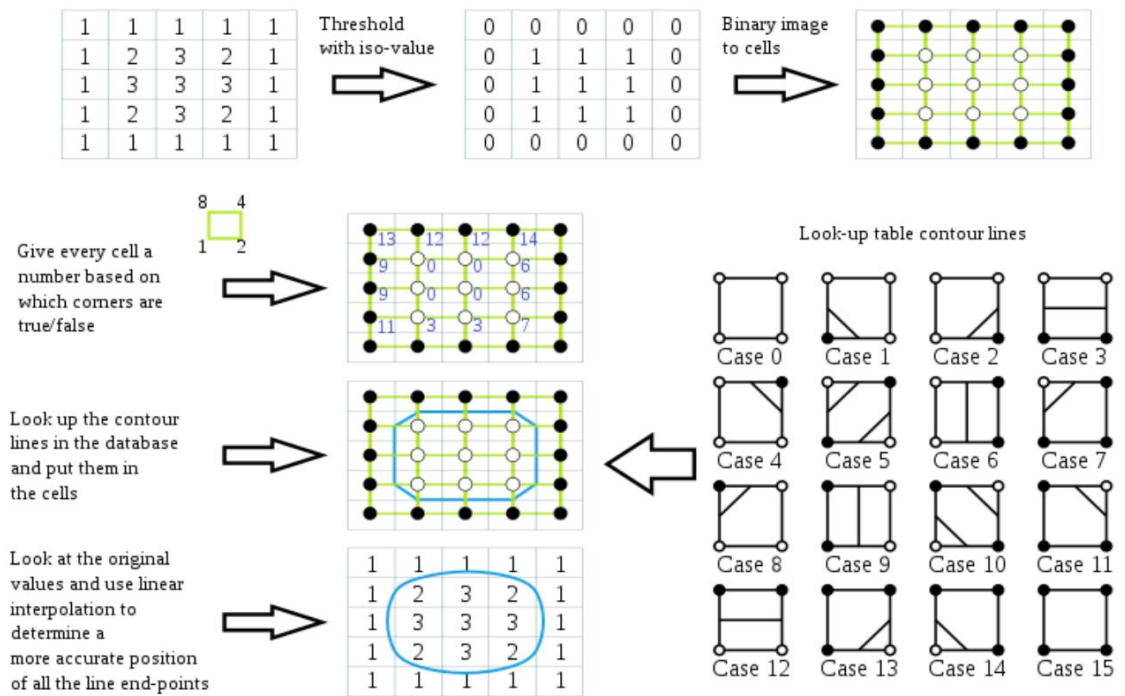 1 1 1 1 1
1 2 3 2 1
1 3 3 3 1
1 2 3 2 1
1 1 1 1 1
Threshold
with iso-value
0 0 0 0 0
0 1 1 1 0
0 1 1 1 0
0 1 1 1 0
0 0 0 0 0
Binary image
to cells
8 4
1 2
Give every cell a
number based on
which corners are
true/false
13 12 12 14
9 0 0 6
9 0 0 6
11 3 3 7
Look up the contour
lines in the database
and put them in
the cells
Look at the original
values and use linear
interpolation to
determine a
more accurate position
of all the line end-points
1 1 1 1 1
1 2 3 2 1
1 3 3 3 1
1 2 3 2 1
1 1 1 1 1
Look-up table contour lines
Case 0 Case 1 Case 2 Case 3
Case 4 Case 5 Case 6 Case 7
Case 8 Case 9 Case 10 Case 11
Case 12 Case 13 Case 14 Case 15